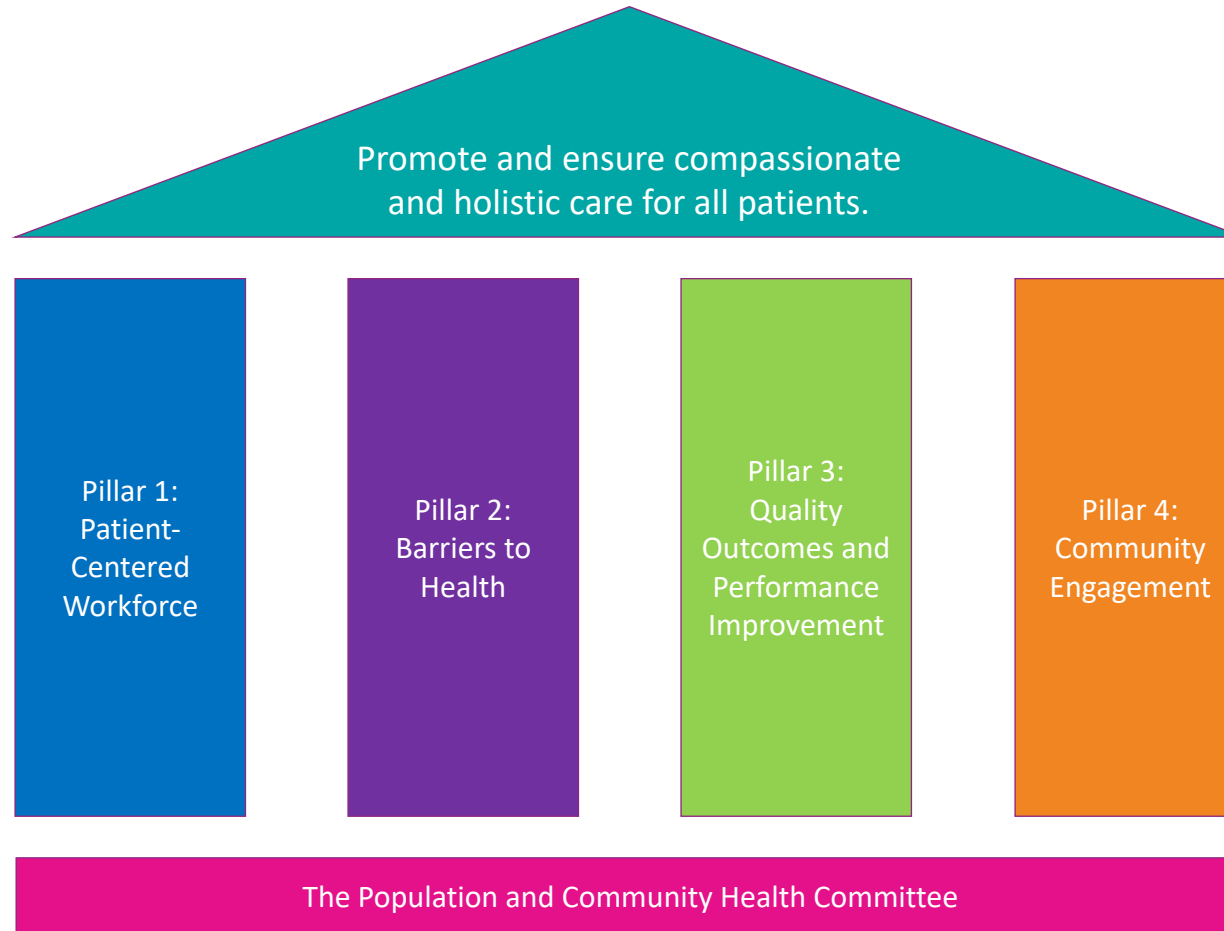 Promote and ensure compassionate
and holistic care for all patients.
Pillar 1:
Patient-
Centered
Workforce
Pillar 2:
Barriers to
Health
Pillar 3:
Quality
Outcomes and
Performance
Improvement
Pillar 4:
Community
Engagement
The Population and Community Health Committee